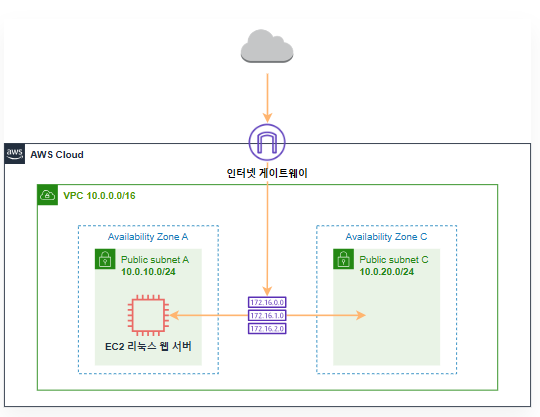 aws
AWS Cloud
인터넷 게이트웨이
VPC 10.0.0.0/16
Availability Zone A
Availability Zone C
Public subnet A
10.0.10.0/24
Public subnet C
10.0.20.0/24
172.16.0.0
172.16.1.0
172.16.2.0
EC2 리눅스 웹 서버